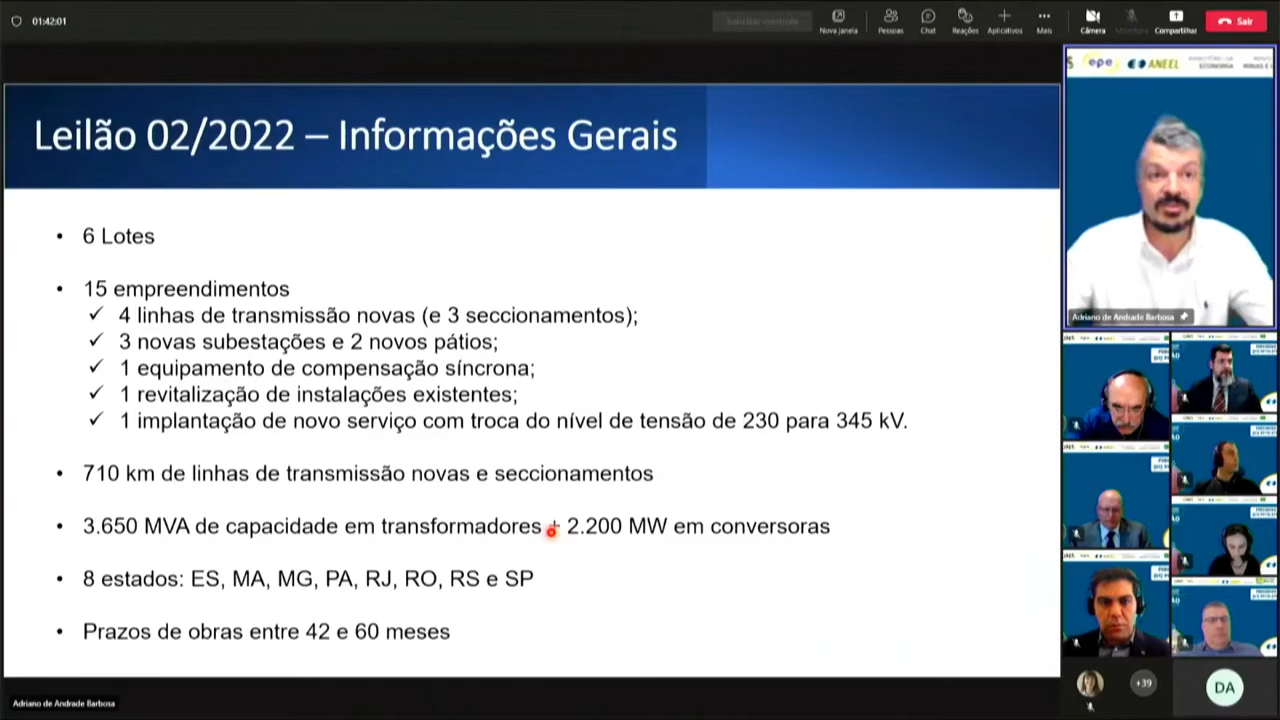 01:42:01
Solicitar controle
Nova janela
Pessoas
Chat
Reações
Aplicativos
Mais
Câmera
Compartilhar
Sair
epe
ANEEL
Leilão 02/2022 – Informações Gerais
• 6 Lotes
• 15 empreendimentos
✓ 4 linhas de transmissão novas (e 3 seccionamentos);
✓ 3 novas subestações e 2 novos pátios;
✓ 1 equipamento de compensação síncrona;
✓ 1 revitalização de instalações existentes;
✓ 1 implantação de novo serviço com troca do nível de tensão de 230 para 345 kV.
• 710 km de linhas de transmissão novas e seccionamentos
• 3.650 MVA de capacidade em transformadores + 2.200 MW em conversoras
• 8 estados: ES, MA, MG, PA, RJ, RO, RS e SP
• Prazos de obras entre 42 e 60 meses
Adriano de Andrade Barbosa
+39
DA
Adriano de Andrade Barbosa